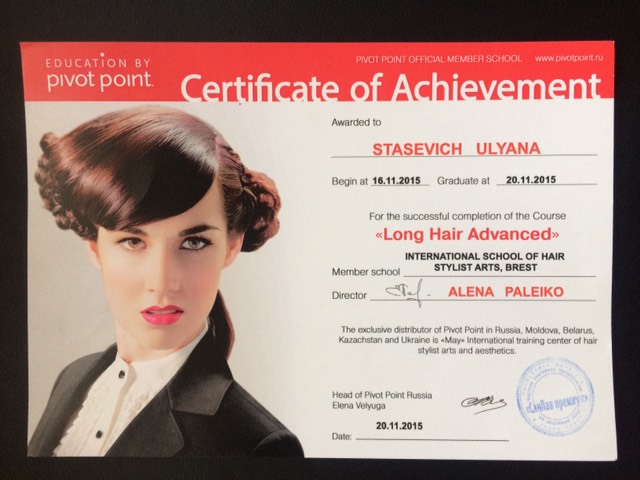 EDUCATION BY
pivot point.
PIVOT POINT OFFICIAL MEMBER SCHOOL www.pivotpoint.ru
Certificate of Achievement
Awarded to
STASEVICH ULYANA
Begin at 16.11.2015 Graduate at 20.11.2015
For the successful completion of the Course
«Long Hair Advanced»
INTERNATIONAL SCHOOL OF HAIR
Member school STYLIST ARTS, BREST
Director ALENA PALEIKO
The exclusive distributor of Pivot Point in Russia, Moldova, Belarus,
Kazachstan and Ukraine is «May» International training center of hair
stylist arts and aesthetics.
Head of Pivot Point Russia
Elena Velyuga
Date: 20.11.2015